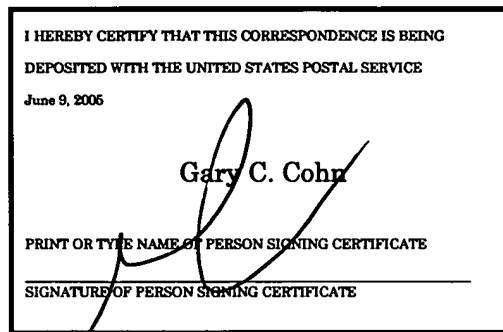 I HEREBY CERTIFY THAT THIS CORRESPONDENCE IS BEING
DEPOSITED WITH THE UNITED STATES POSTAL SERVICE
June 9, 2005
Gary C. Cohn
PRINT OR TYPE NAME OF PERSON SIGNING CERTIFICATE
SIGNATURE OF PERSON SIGNING CERTIFICATE